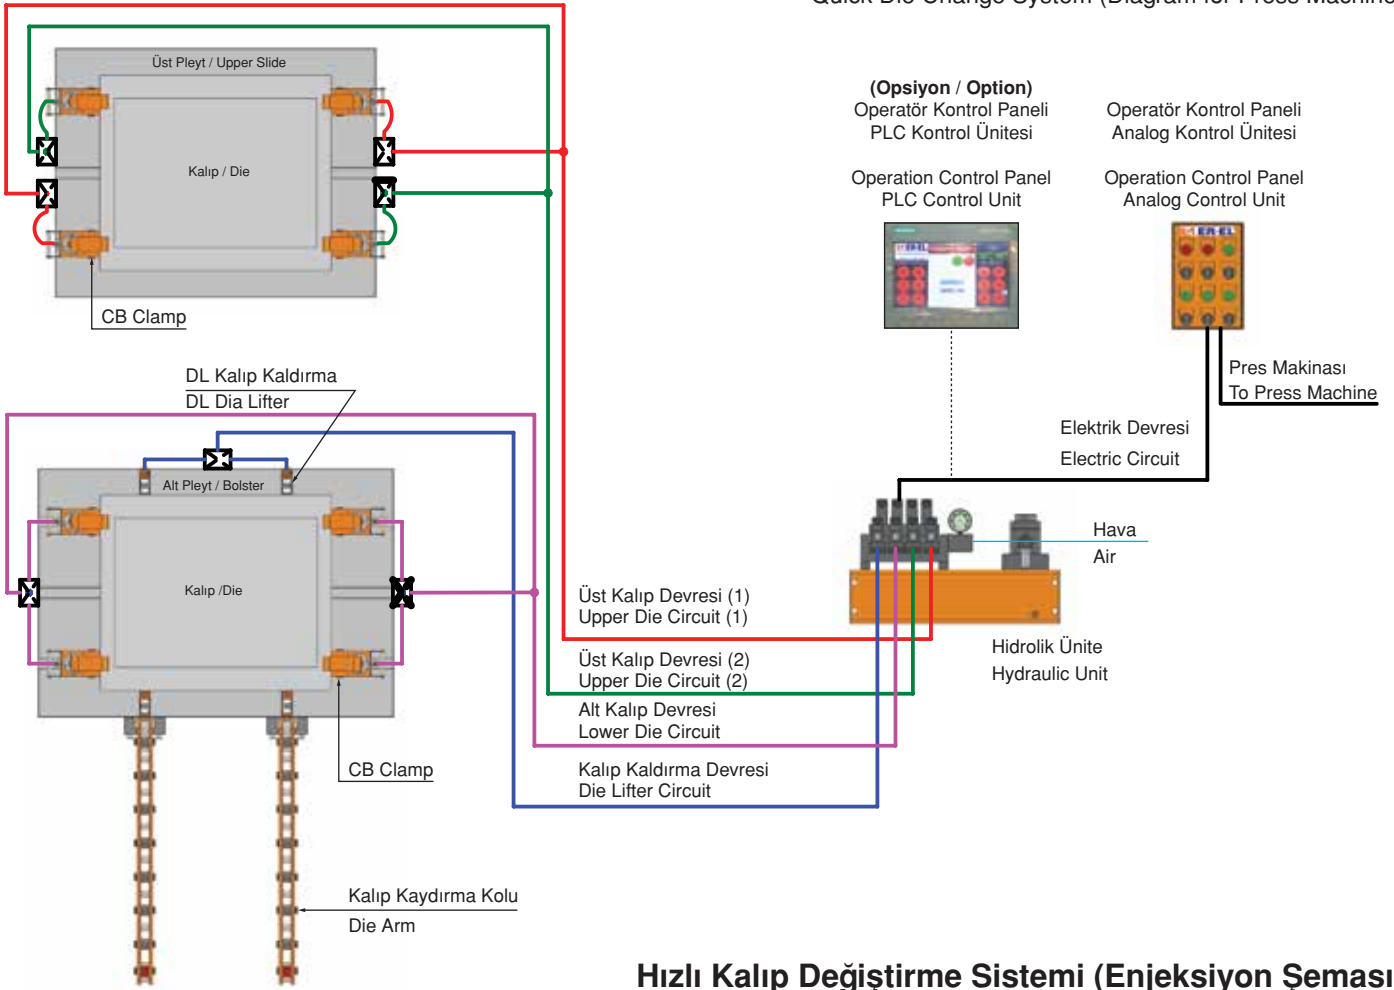 Quick Die Change System (Diagram for Press Machine
Üst Pleyt / Upper Slide
Kalıp / Die
CB Clamp
(Opsiyon / Option)
Operatör Kontrol Paneli
PLC Kontrol Ünitesi
Operation Control Panel
PLC Control Unit
Operatör Kontrol Paneli
Analog Kontrol Ünitesi
Operation Control Panel
Analog Control Unit
ER-EL
ER-EL
Pres Makinası
To Press Machine
Elektrik Devresi
Electric Circuit
DL Kalıp Kaldırma
DL Dia Lifter
Alt Pleyt / Bolster
Kalıp /Die
CB Clamp
Hava
Air
Hidrolik Ünite
Hydraulic Unit
Üst Kalıp Devresi (1)
Upper Die Circuit (1)
Üst Kalıp Devresi (2)
Upper Die Circuit (2)
Alt Kalıp Devresi
Lower Die Circuit
Kalıp Kaldırma Devresi
Die Lifter Circuit
Kalıp Kaydırma Kolu
Die Arm
Hızlı Kalıp Değiştirme Sistemi (Enjeksiyon Şeması